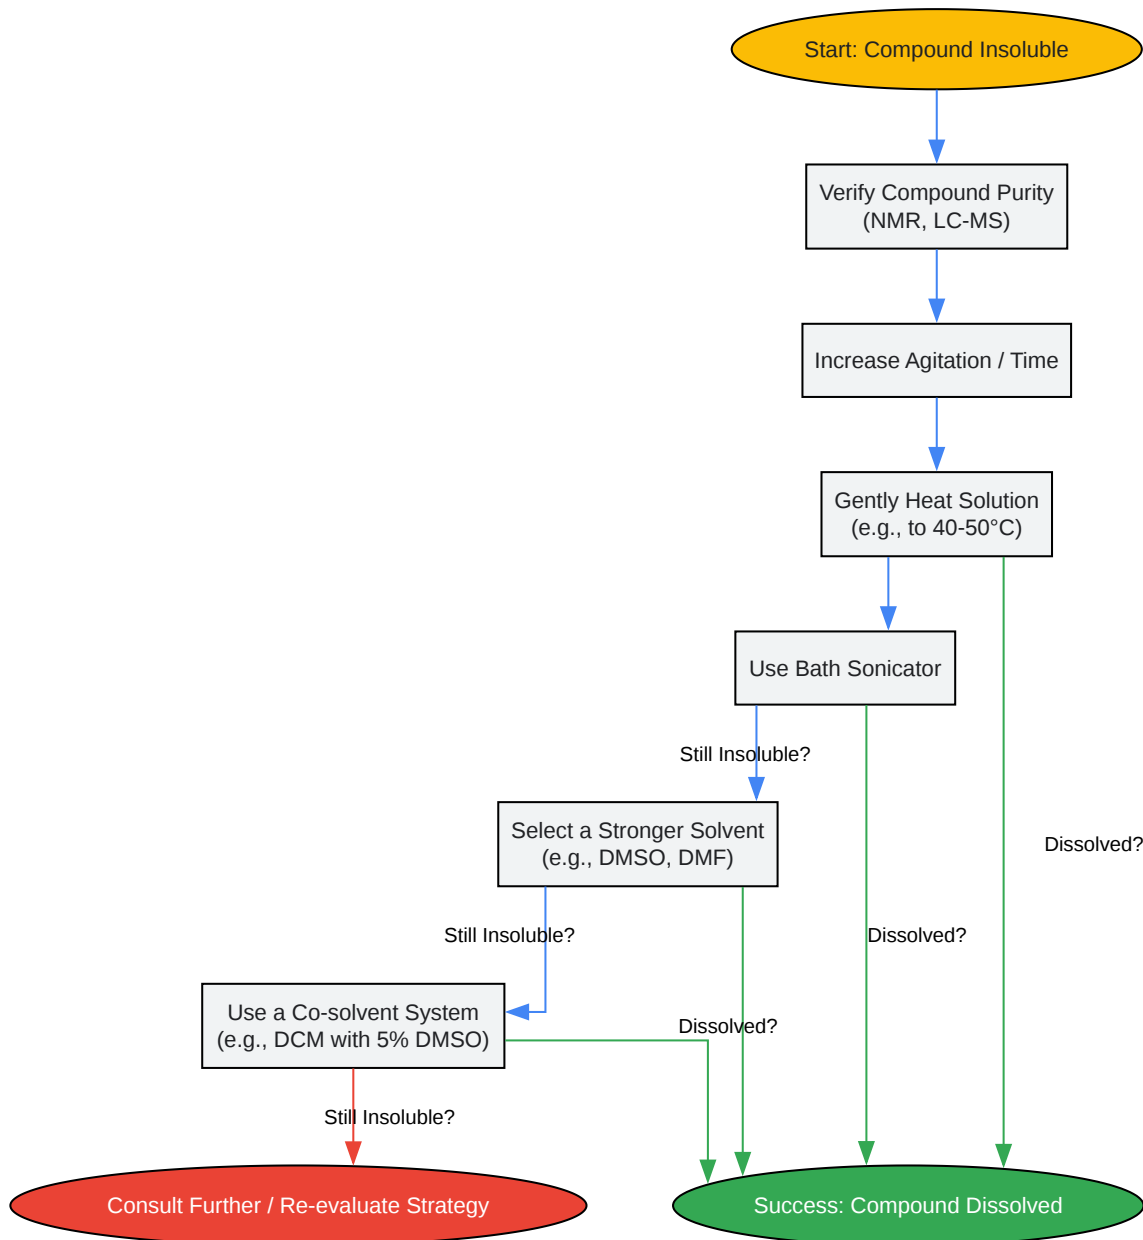 Start: Compound Insoluble
Verify Compound Purity
(NMR, LC-MS)
Increase Agitation / Time
Gently Heat Solution
(e.g., to 40-50°C)
Use Bath Sonicator
Still Insoluble?
Select a Stronger Solvent
(e.g., DMSO, DMF)
Dissolved?
Still Insoluble?
Dissolved?
Use a Co-solvent System
(e.g., DCM with 5% DMSO)
Dissolved?
Still Insoluble?
Consult Further / Re-evaluate Strategy
Success: Compound Dissolved